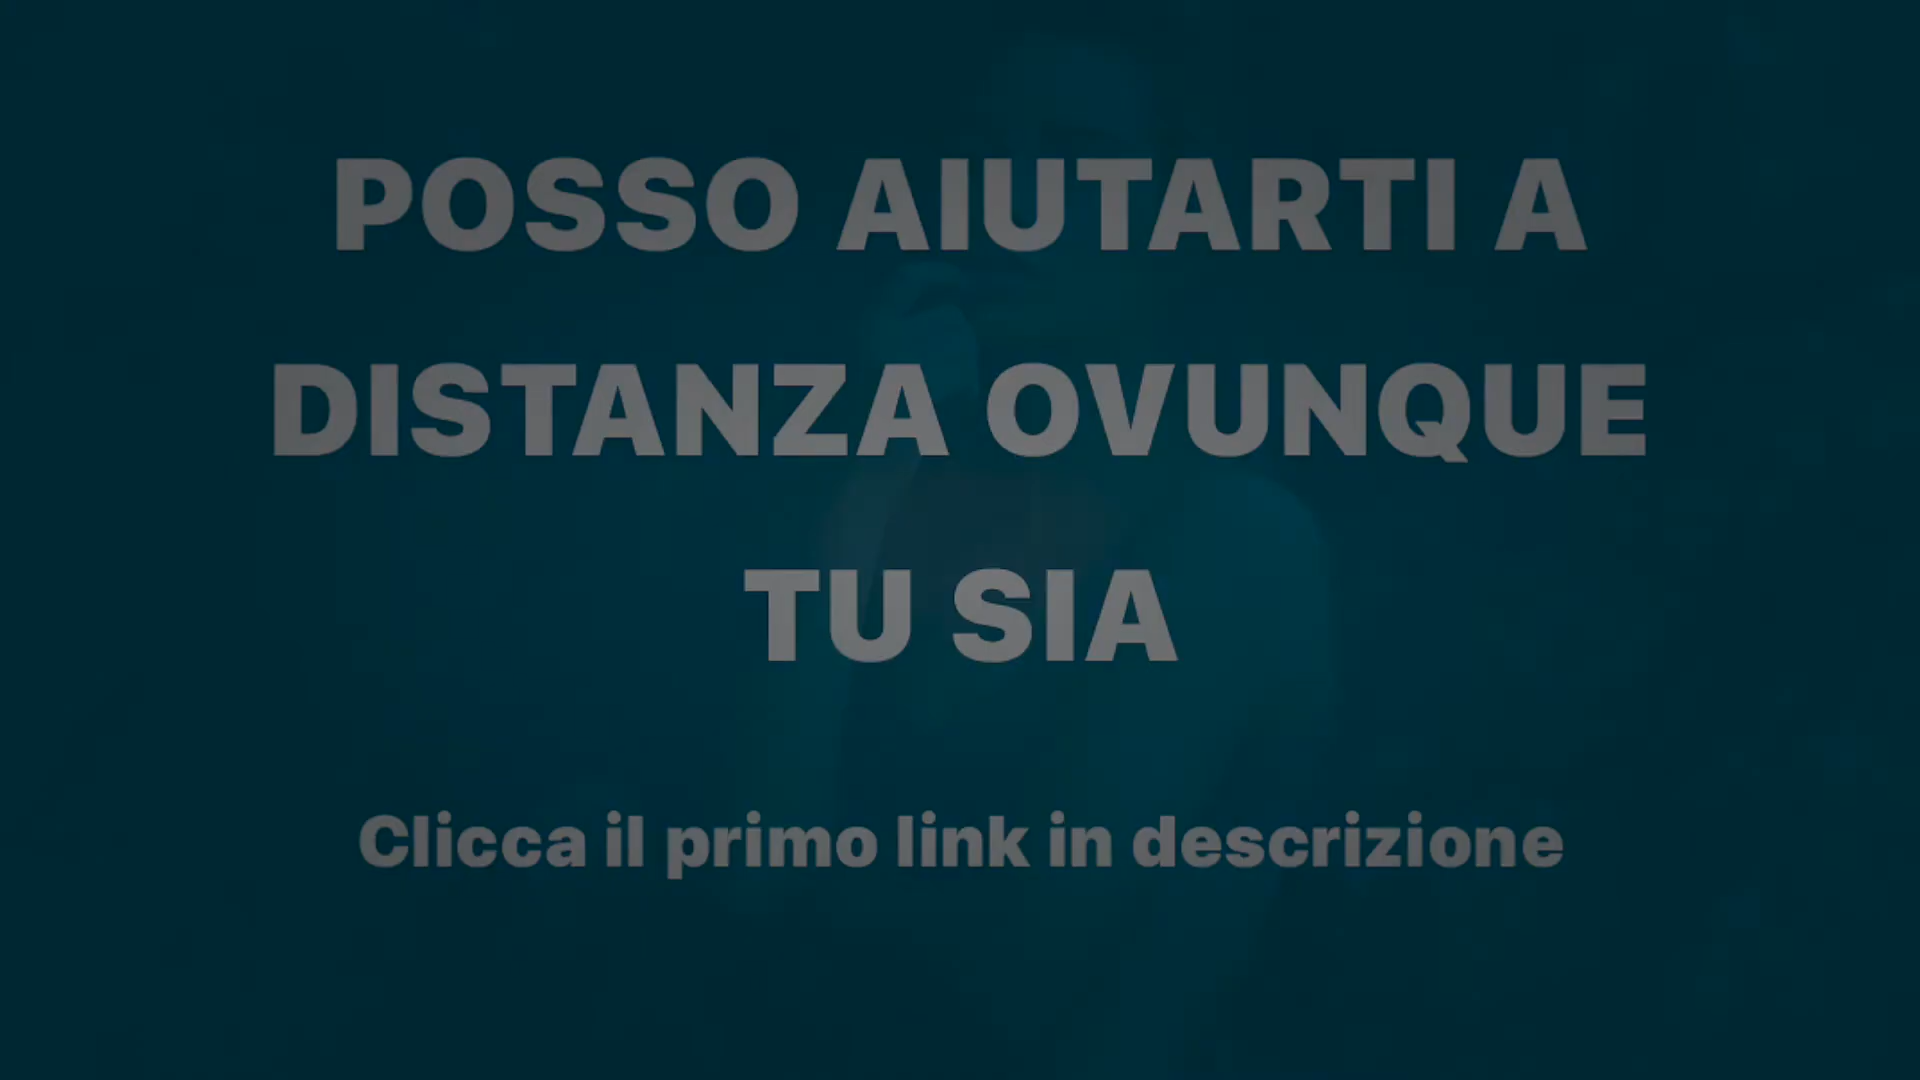 POSSO AIUTARTI A
DISTANZA OVUNQUE
TU SIA
Clicca il primo link in descrizione